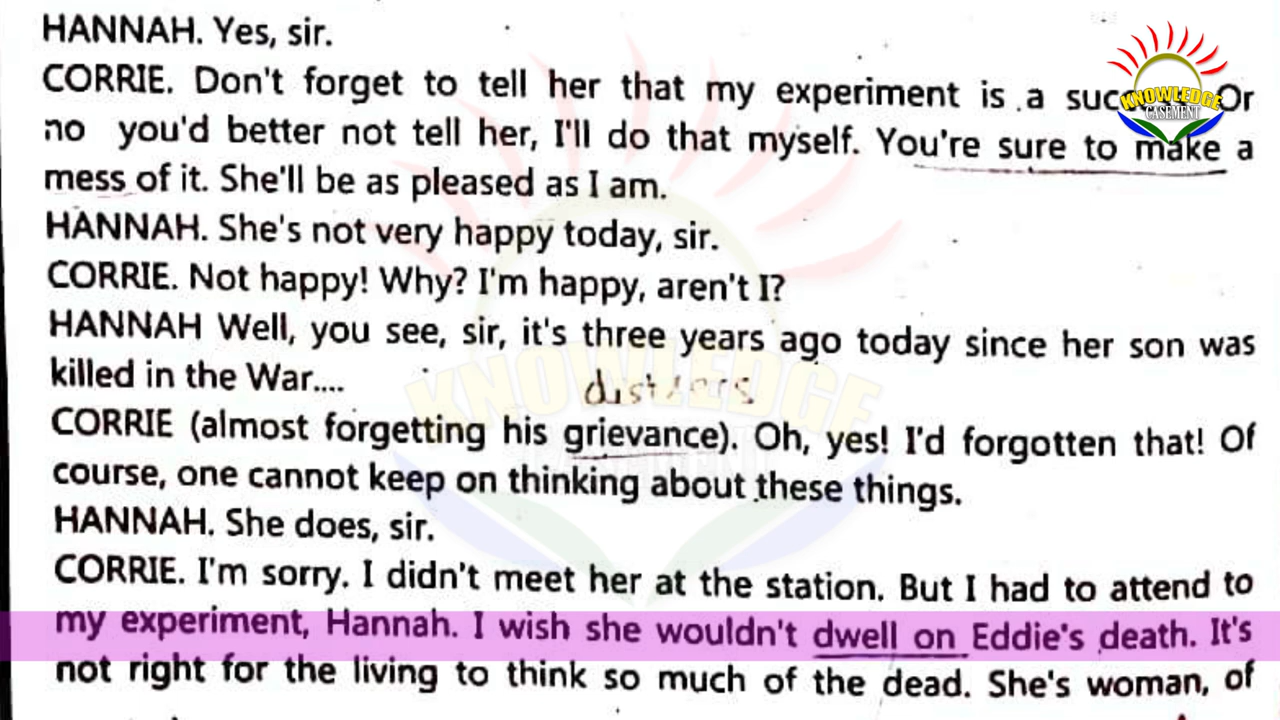 HANNAH. Yes, sir.
CORRIE. Don't forget to tell her that my experiment is a Or
no you'd better not tell her, I'll do that myself. You're sure to make a
mess of it. She'll be as pleased as I am.
HANNAH. She's not very happy today, sir.
CORRIE. Not happy! Why? I'm happy, aren't I?
HANNAH Well, you see, sir, it's three years ago today since her son was
killed in the War....
CORRIE (almost forgetting his grievance). Oh, yes! I'd forgotten that! Of
course, one cannot keep on thinking about these things.
HANNAH. She does, sir.
CORRIE. I'm sorry. I didn't meet her at the station. But I had to attend to
my experiment, Hannah. I wish she wouldn't dwell on Eddie's death. It's
not right for the living to think so much of the dead. She's woman, of
KNOWLEDGE
CASEMENT
KNOWLEDGE
CASEMENT